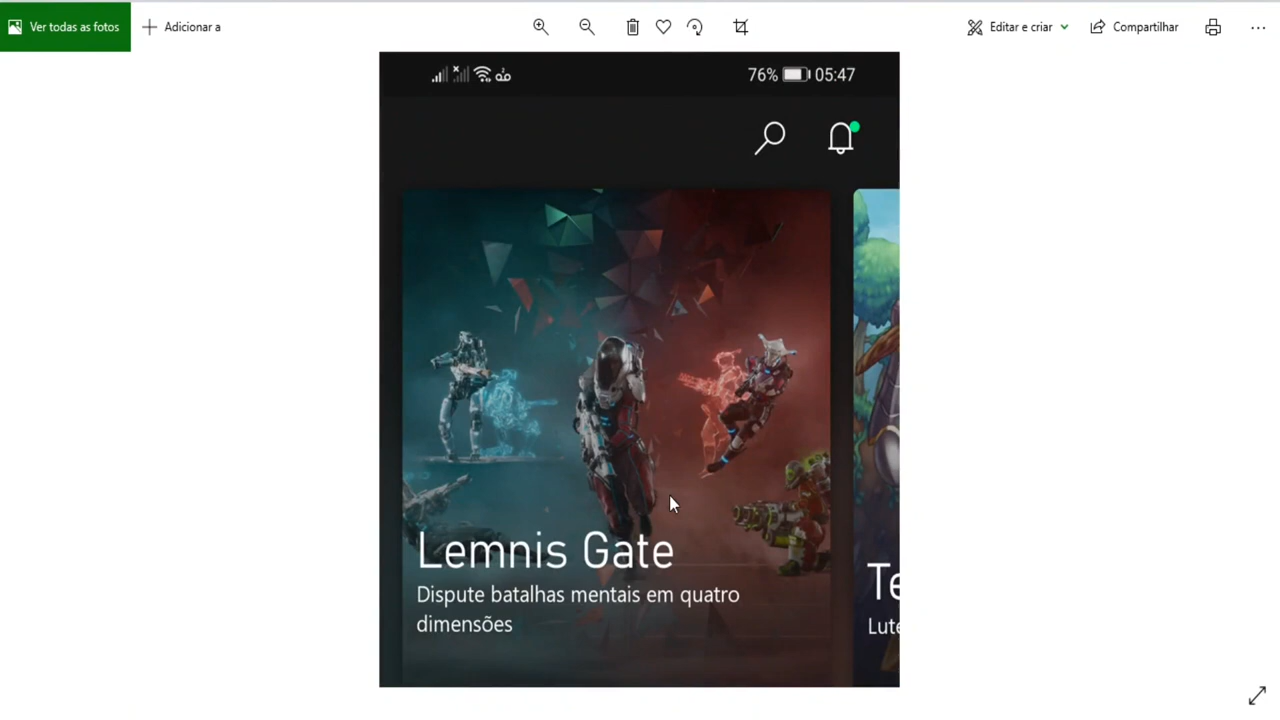 Ver todas as fotos
Adicionar a
Editar e criar
Compartilhar
76% 05:47
Lemnis Gate
Dispute batalhas mentais em quatro
dimensões
Te
Lute